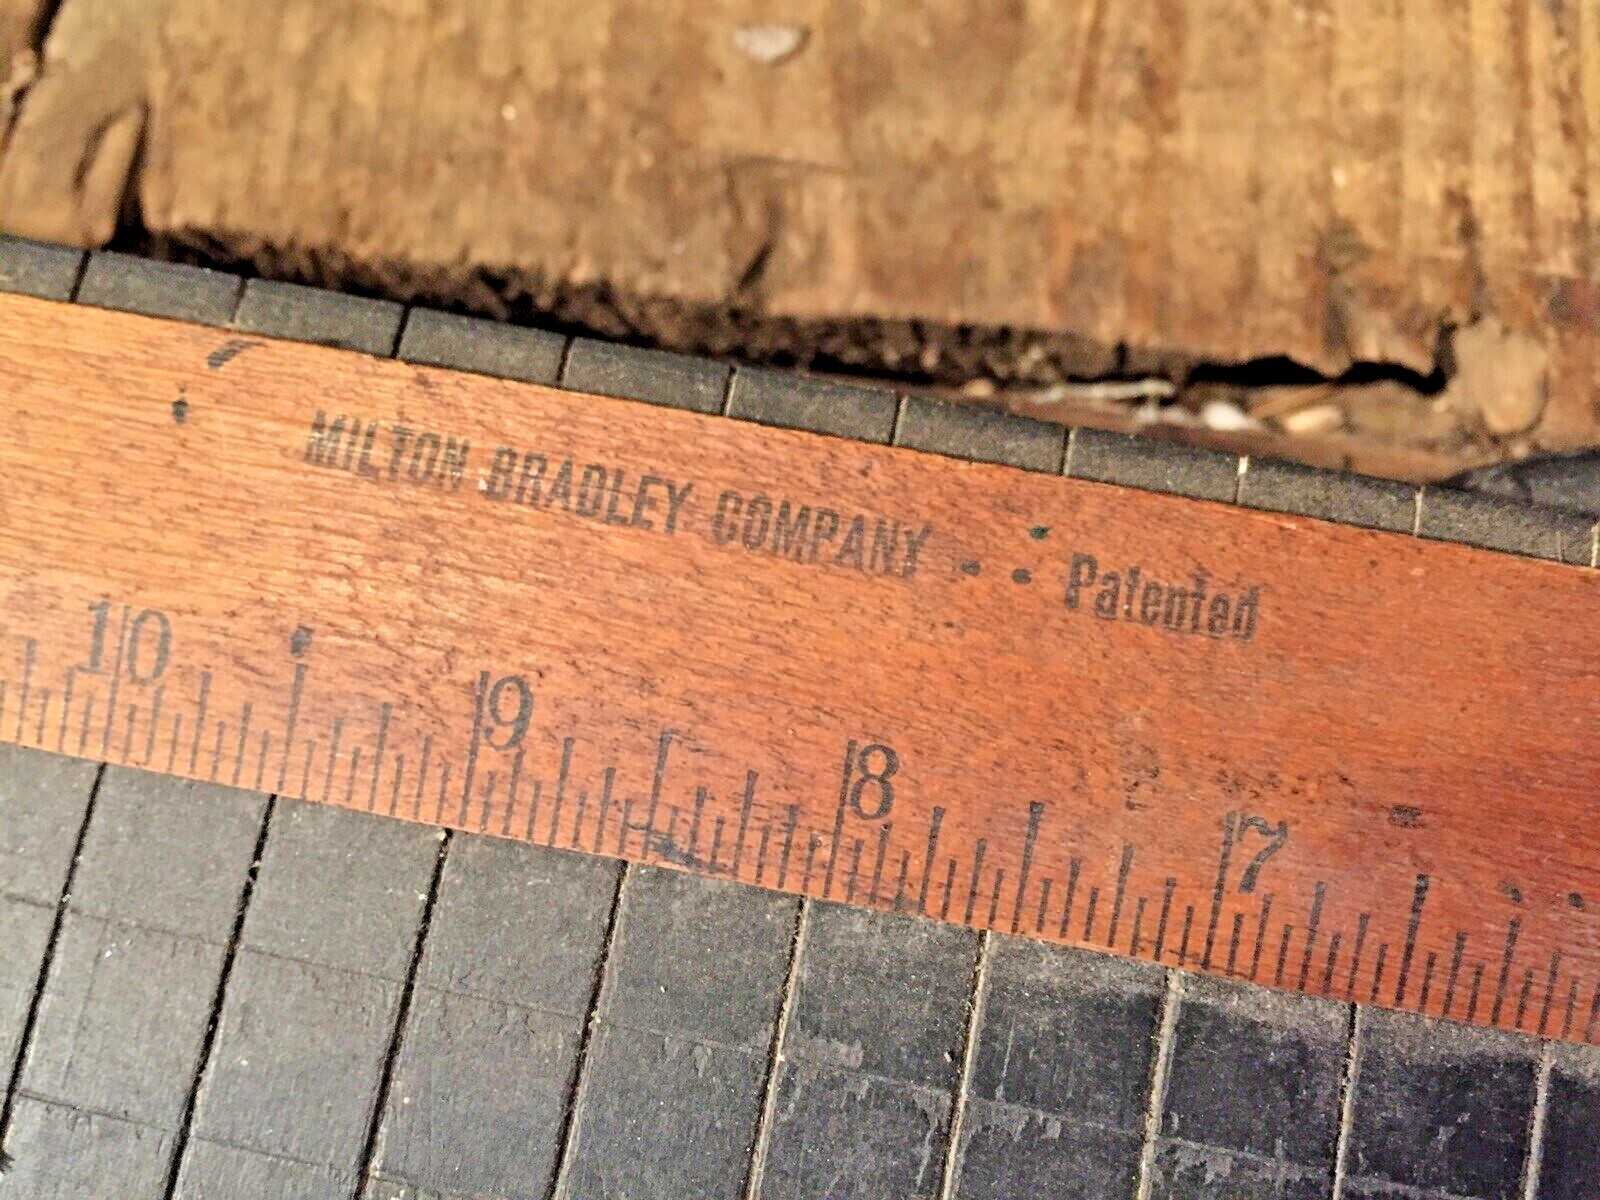 MILTON BRADLEY COMPANY - - Patented
10 9 8 7